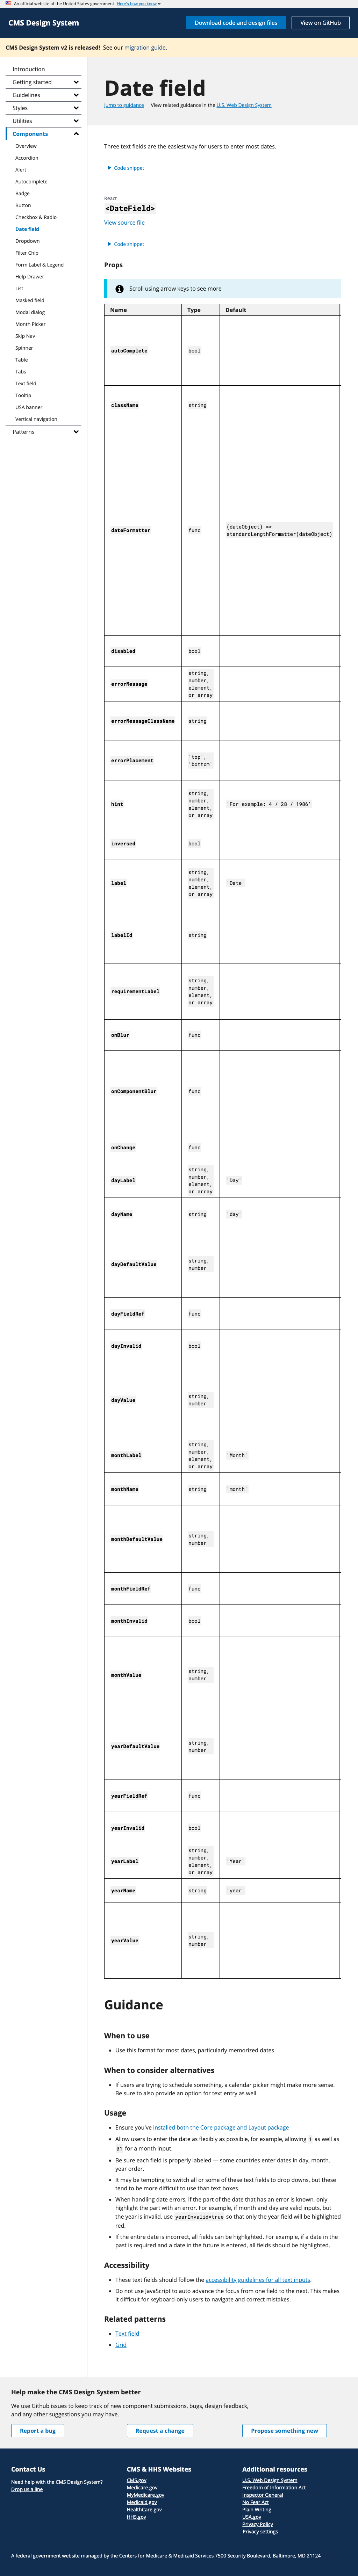 An official website of the United States government Here's how you know
CMS Design System
Download code and design files
View on GitHub
CMS Design System v2 is released! See our migration guide.
Introduction
Getting started
Guidelines
Styles
Utilities
Components
Overview
Accordion
Alert
Autocomplete
Badge
Button
Checkbox & Radio
Date field
Dropdown
Filter Chip
Form Label & Legend
Help Drawer
List
Masked field
Modal dialog
Month Picker
Skip Nav
Spinner
Table
Tabs
Text field
Tooltip
USA banner
Vertical navigation
Patterns
Date field
Jump to guidance View related guidance in the U.S. Web Design System
Three text fields are the easiest way for users to enter most dates.
Code snippet
React
<DateField>
View source file
Code snippet
Props
Scroll using arrow keys to see more
Name Type Default
autoComplete bool
className string
dateFormatter func (dateObject) =>
standardLengthFormatter(dateObject)
disabled bool
errorMessage string,
number,
element,
or array
errorMessageClassName string
errorPlacement 'top',
'bottom'
hint string,
number,
element,
or array
'For example: 4 / 28 / 1986'
inversed bool
label string,
number,
element,
or array
'Date'
labelId string
requirementLabel string,
number,
element,
or array
onBlur func
onComponentBlur func
onChange func
dayLabel string,
number,
element,
or array
'Day'
dayName string 'day'
dayDefaultValue string,
number
dayFieldRef func
dayInvalid bool
dayValue string,
number
monthLabel string,
number,
element,
or array
'Month'
monthName string 'month'
monthDefaultValue string,
number
monthFieldRef func
monthInvalid bool
monthValue string,
number
yearDefaultValue string,
number
yearFieldRef func
yearInvalid bool
yearLabel string,
number,
element,
or array
'Year'
yearName string 'year'
yearValue string,
number
Guidance
When to use
Use this format for most dates, particularly memorized dates.
When to consider alternatives
If users are trying to schedule something, a calendar picker might make more sense.
Be sure to also provide an option for text entry as well.
Usage
Ensure you've installed both the Core package and Layout package
Allow users to enter the date as flexibly as possible, for example, allowing 1 as well as
01 for a month input.
Be sure each field is properly labeled — some countries enter dates in day, month,
year order.
It may be tempting to switch all or some of these text fields to drop downs, but these
tend to be more difficult to use than text boxes.
When handling date errors, if the part of the date that has an error is known, only
highlight the part with an error. For example, if month and day are valid integers, but
the year is invalid, use yearInvalid=true so that only the year field will be highlighted
red.
If the entire date is incorrect, all fields can be highlighted. For example, if a date in the
past is required and a date in the future is entered, all fields should be highlighted.
Accessibility
These text fields should follow the accessibility guidelines for all text inputs.
Do not use JavaScript to auto advance the focus from one field to the next. This makes
it difficult for keyboard-only users to navigate and correct mistakes.
Related patterns
Text field
Grid
Help make the CMS Design System better
We use Github issues to keep track of new component submissions, bugs, design feedback,
and any other suggestions you may have.
Report a bug
Request a change
Propose something new
Contact Us
Need help with the CMS Design System?
Drop us a line
CMS & HHS Websites
CMS.gov
Medicare.gov
MyMedicare.gov
Medicaid.gov
HealthCare.gov
HHS.gov
Additional resources
U.S. Web Design System
Freedom of Information Act
Inspector General
No Fear Act
Plain Writing
USA.gov
Privacy Policy
Privacy settings
A federal government website managed by the Centers for Medicare & Medicaid Services 7500 Security Boulevard, Baltimore, MD 21124